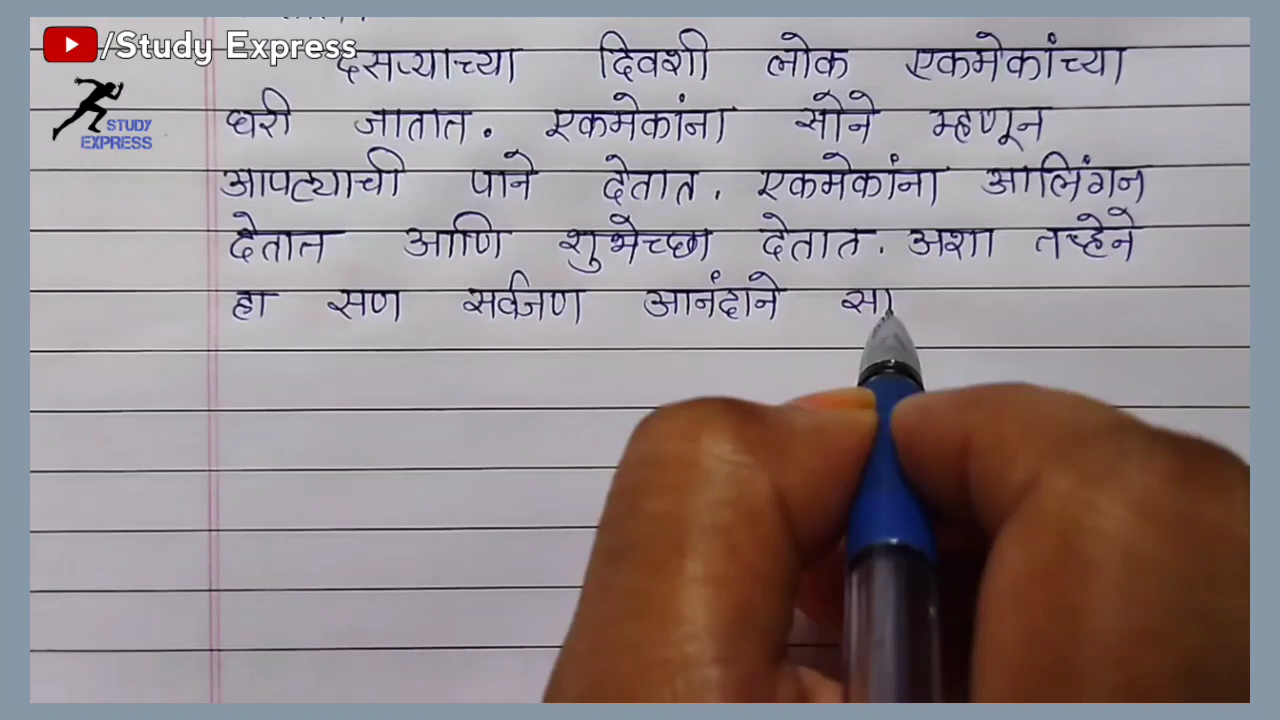 /Study Express
STUDY
EXPRESS
दसऱ्याच्या दिवशी लोक एकमेकांच्या
घरी जातात. एकमेकांना सोने म्हणून
आपट्याची पाने देतात. एकमेकांना आलिंगन
देतात आणि शुभेच्छा देतात. अशा तऱ्हेने
हा सण सर्वजण आनंदाने सा